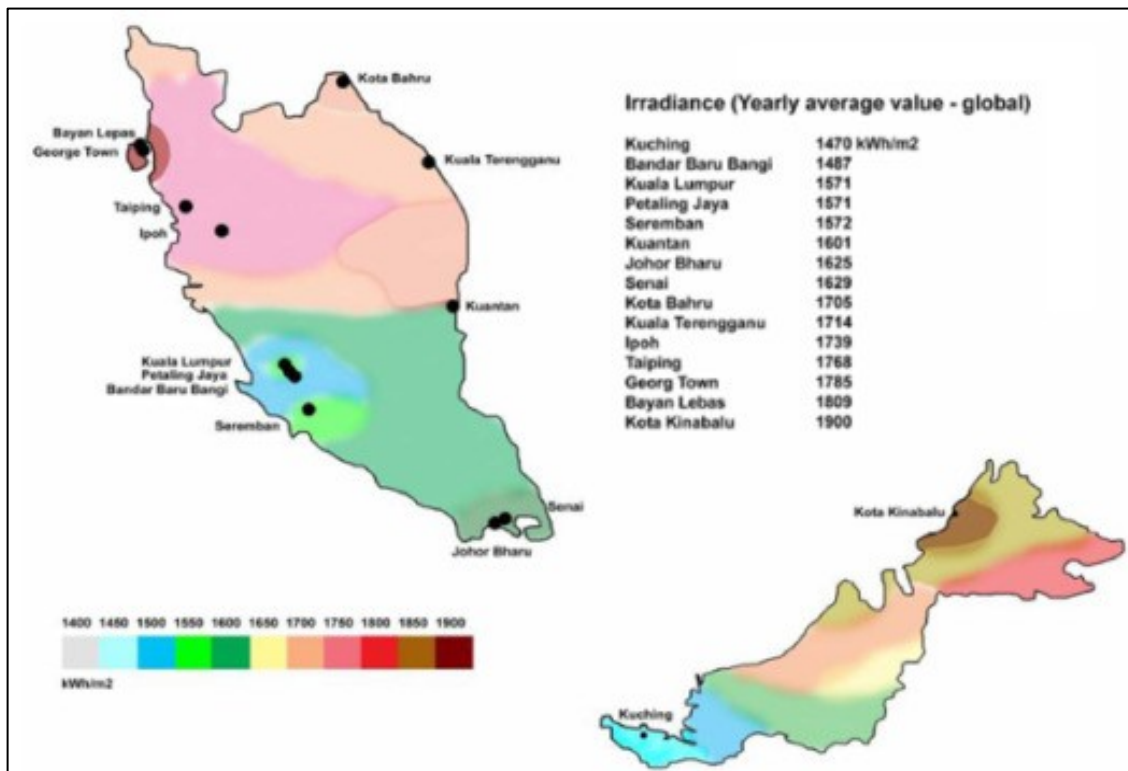 Kota Bahru
Bayan Lepas
George Town
Kuala Terengganu
Taiping
Ipoh
Kuantan
Kuala Lumpur
Petaling Jaya
Bandar Baru Bangi
Seremban
Senai
Johor Bharu
Irradiance (Yearly average value - global)
Kuching 1470 kWh/m2
Bandar Baru Bangi 1487
Kuala Lumpur 1571
Petaling Jaya 1571
Seremban 1572
Kuantan 1601
Johor Bharu 1625
Senai 1629
Kota Bahru 1705
Kuala Terengganu 1714
Ipoh 1739
Taiping 1768
Georg Town 1785
Bayan Lebas 1809
Kota Kinabalu 1900
Kota Kinabalu
Kuching
1400 1450 1500 1550 1600 1650 1700 1750 1800 1850 1900
kWh/m2